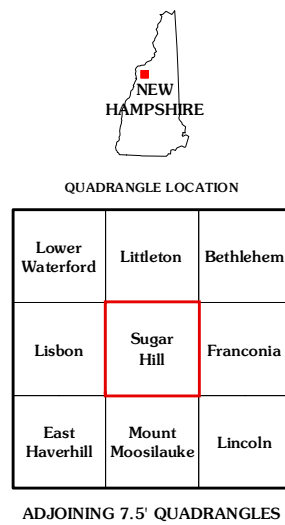 NEW
HAMPSHIRE
QUADRANGLE LOCATION
Lower
Waterford
Littleton
Bethlehem
Lisbon
Sugar
Hill
Franconia
East
Haverhill
Mount
Moosilauke
Lincoln
ADJOINING 7.5' QUADRANGLES